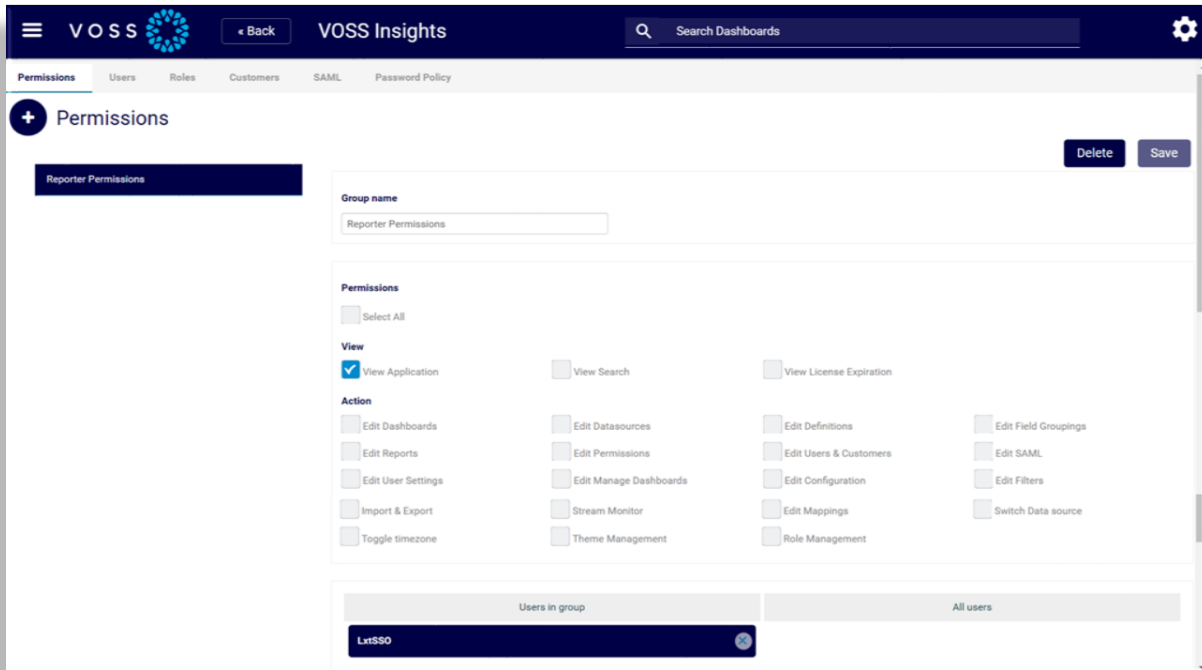 VOSS « Back VOSS Insights Search Dashboards
Permissions Users Roles Customers SAML Password Policy
+ Permissions
Delete Save
Reporter Permissions
Group name
Reporter Permissions
Permissions
Select All
View
View Application View Search View License Expiration
Action
Edit Dashboards Edit Datasources Edit Definitions Edit Field Groupings
Edit Reports Edit Permissions Edit Users & Customers Edit SAML
Edit User Settings Edit Manage Dashboards Edit Configuration Edit Filters
Import & Export Stream Monitor Edit Mappings Switch Data source
Toggle timezone Theme Management Role Management
Users in group All users
LxtSSO